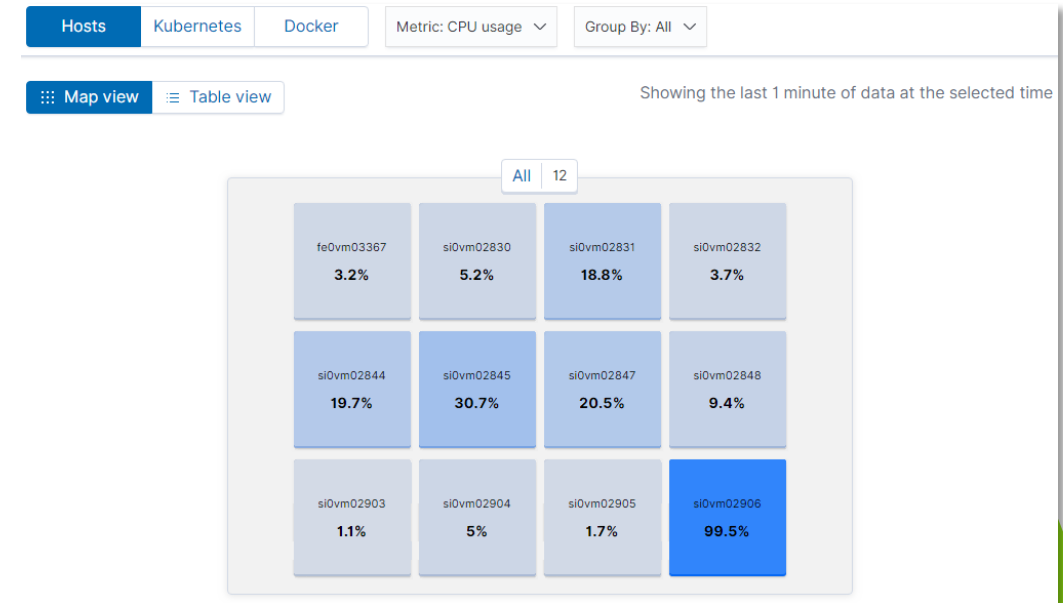 Hosts Kubernetes Docker Metric: CPU usage Group By: All
Map view Table view Showing the last 1 minute of data at the selected time
All 12
fe0vm03367 si0vm02830 si0vm02831 si0vm02832
3.2% 5.2% 18.8% 3.7%
si0vm02844 si0vm02845 si0vm02847 si0vm02848
19.7% 30.7% 20.5% 9.4%
si0vm02903 si0vm02904 si0vm02905 si0vm02906
1.1% 5% 1.7% 99.5%